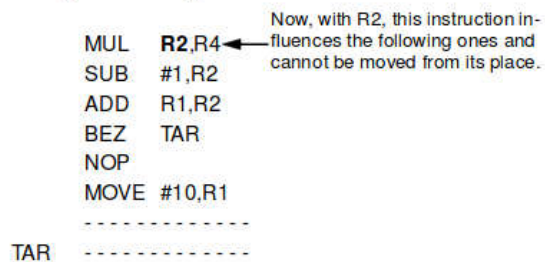 Now, with R2, this instruction in-
MUL R2,R4 fluences the following ones and
SUB #1,R2 cannot be moved from its place.
ADD R1,R2
BEZ TAR
NOP
MOVE #10,R1
- - - - - - - - - - - - -
TAR - - - - - - - - - - - - -